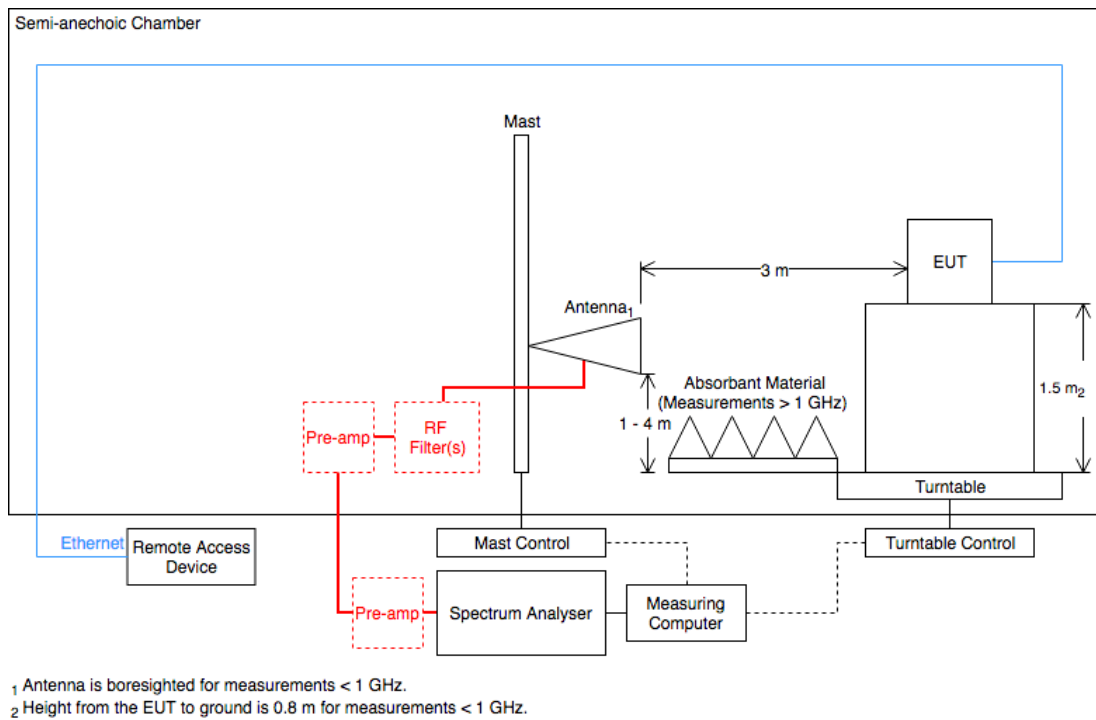 Semi-anechoic Chamber
Mast
EUT
3 m
Antenna1
Absorbant Material
(Measurements > 1 GHz)
1.5 m2
1 - 4 m
RF
Filter(s)
Pre-amp
Turntable
Ethernet
Remote Access
Device
Mast Control
Turntable Control
Pre-amp
Spectrum Analyser
Measuring
Computer
1 Antenna is boresighted for measurements < 1 GHz.
2 Height from the EUT to ground is 0.8 m for measurements < 1 GHz.